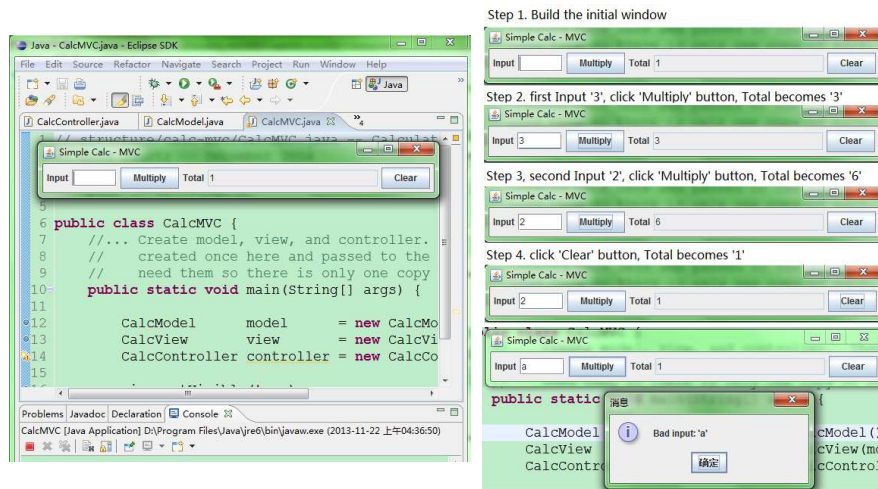 Java - CalcMVC.java - Eclipse SDK
File Edit Source Refactor Navigate Search Project Run Window Help
Java
CalcController.java CalcModel.java CalcMVC.java
1 // structure/calc-mvc/CalcMVC.java -- Calculat
Simple Calc - MVC
Input Multiply Total 1 Clear
5
6 public class CalcMVC {
7 //... Create model, view, and controller.
8 // created once here and passed to the
9 // need them so there is only one copy
10 public static void main(String[] args) {
11
12 CalcModel model = new CalcMo
13 CalcView view = new CalcVi
14 CalcController controller = new CalcCo
15
Problems Javadoc Declaration Console
CalcMVC [Java Application] D:\Program Files\Java\jre6\bin\javaw.exe (2013-11-22 上午04:36:50)
Step 1. Build the initial window
Simple Calc - MVC
Input Multiply Total 1 Clear
Step 2. first Input '3', click 'Multiply' button, Total becomes '3'
Simple Calc - MVC
Input 3 Multiply Total 3 Clear
Step 3, second Input '2', click 'Multiply' button, Total becomes '6'
Simple Calc - MVC
Input 2 Multiply Total 6 Clear
Step 4. click 'Clear' button, Total becomes '1'
Simple Calc - MVC
Input 2 Multiply Total 1 Clear
Simple Calc - MVC
Input a Multiply Total 1 Clear
public static {
消息
Bad input: 'a'
确定
CalcModel cModel()
CalcView cView(mo
CalcContro cControl